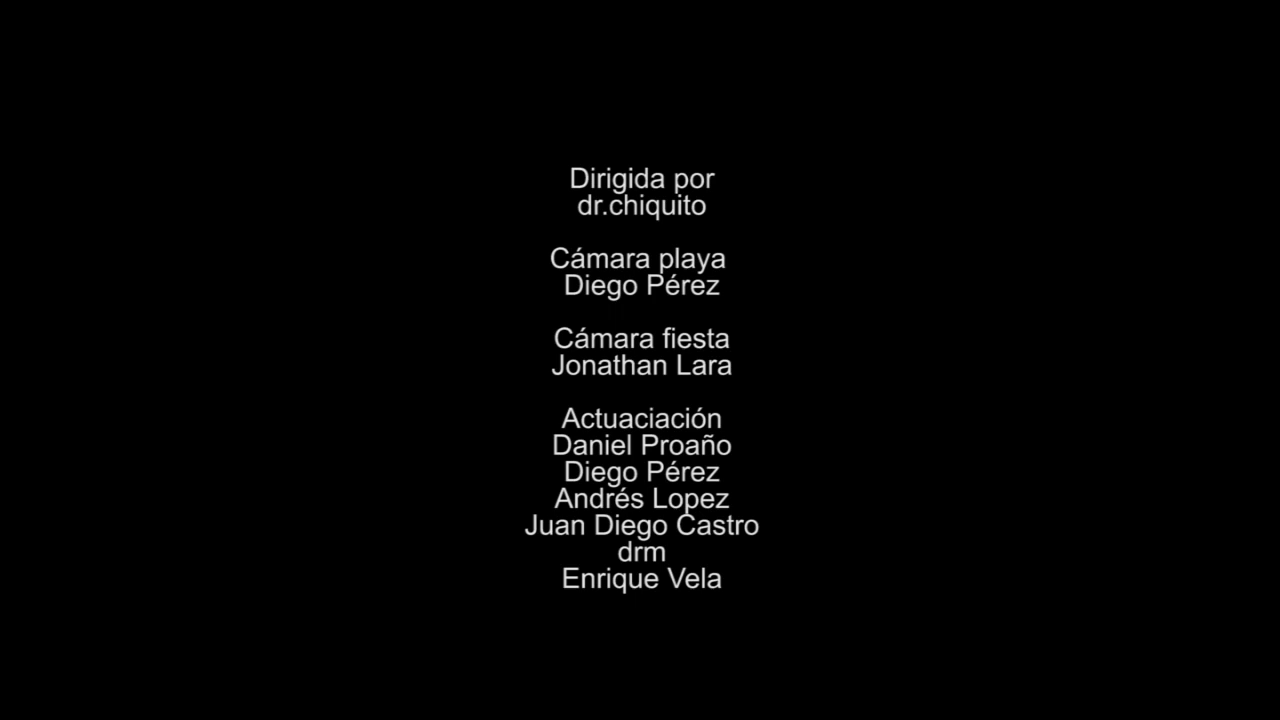 Dirigida por
dr.chiquito
Cámara playa
Diego Pérez
Cámara fiesta
Jonathan Lara
Actuaciación
Daniel Proaño
Diego Pérez
Andrés Lopez
Juan Diego Castro
drm
Enrique Vela